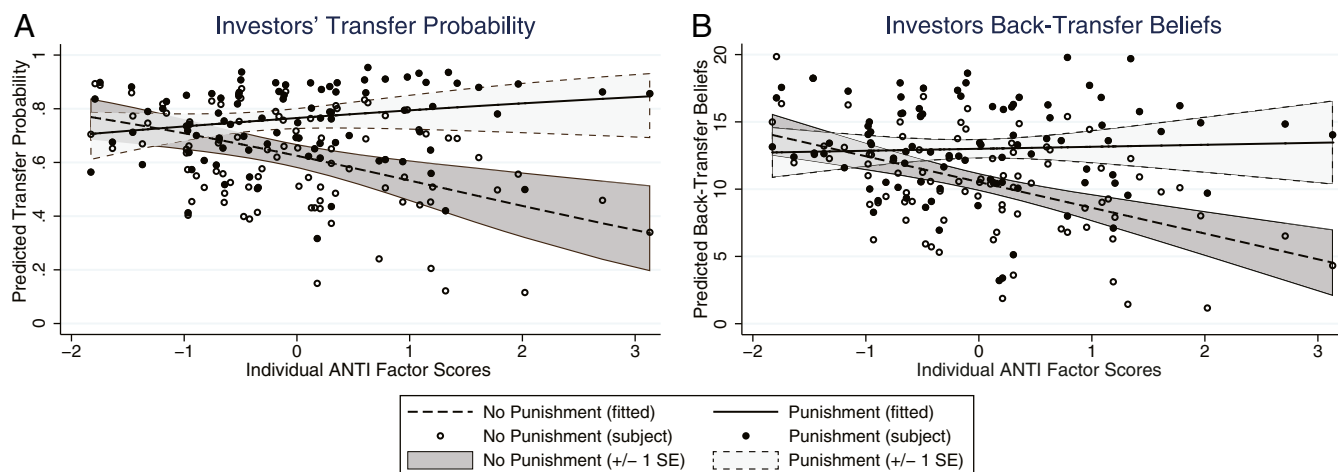 A
Investors' Transfer Probability
Predicted Transfer Probability
1
.8
.6
.4
.2
0
−2
−1
0
1
2
3
Individual ANTI Factor Scores
B
Investors Back-Transfer Beliefs
Predicted Back-Transfer Beliefs
20
15
10
5
0
−2
−1
0
1
2
3
Individual ANTI Factor Scores
No Punishment (fitted)
Punishment (fitted)
No Punishment (subject)
Punishment (subject)
No Punishment (+/− 1 SE)
Punishment (+/− 1 SE)